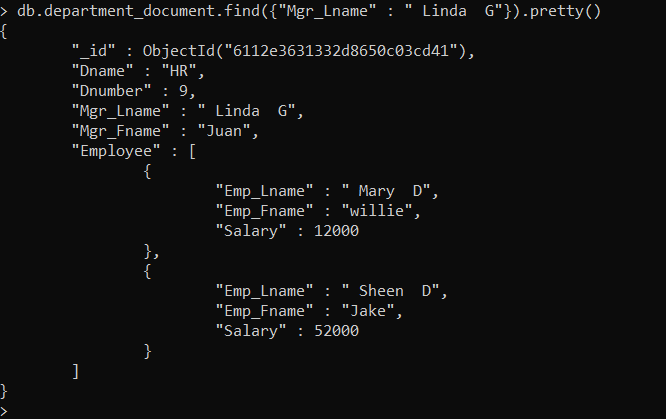 > db.department_document.find({"Mgr_Lname" : " Linda  G"}).pretty()
{
        "_id" : ObjectId("6112e3631332d8650c03cd41"),
        "Dname" : "HR",
        "Dnumber" : 9,
        "Mgr_Lname" : " Linda  G",
        "Mgr_Fname" : "Juan",
        "Employee" : [
                {
                        "Emp_Lname" : " Mary  D",
                        "Emp_Fname" : "willie",
                        "Salary" : 12000
                },
                {
                        "Emp_Lname" : " Sheen  D",
                        "Emp_Fname" : "Jake",
                        "Salary" : 52000
                }
        ]
}
>